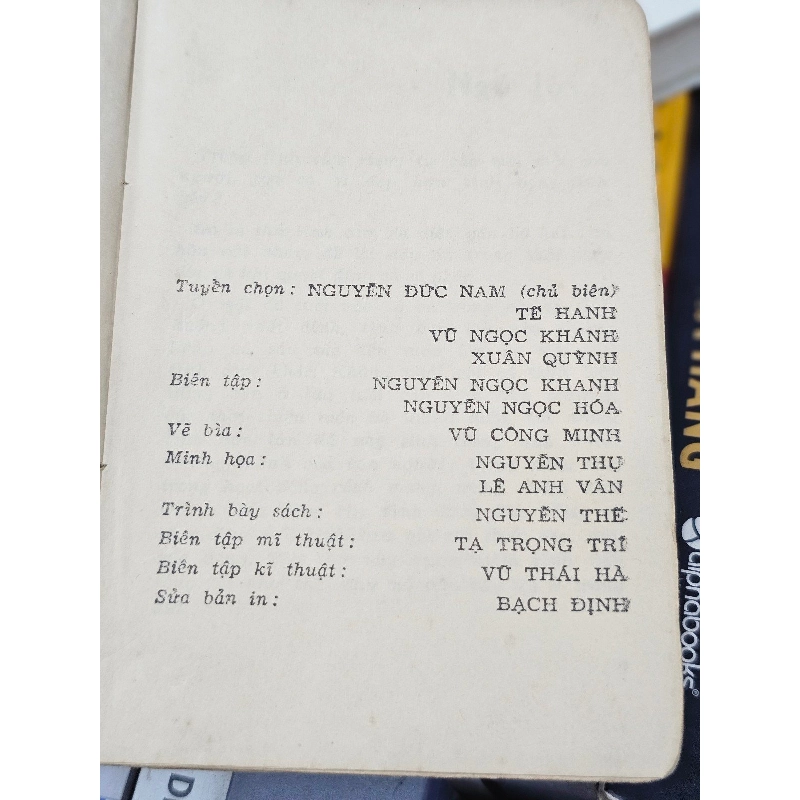 Tuyển chọn: NGUYỄN ĐỨC NAM (chủ biên)
TẾ HANH
VŨ NGỌC KHÁNH
XUÂN QUỲNH
Biên tập: NGUYỄN NGỌC KHANH
NGUYỄN NGỌC HÓA
Vẽ bìa: VŨ CÔNG MINH
Minh họa: NGUYỄN THỤ
LÊ ANH VÂN
Trình bày sách: NGUYỄN THẾ
Biên tập mĩ thuật: TẠ TRỌNG TRÍ
Biên tập kĩ thuật: VŨ THÁI HÀ
Sửa bản in: BẠCH ĐỊNH
alphabooks®